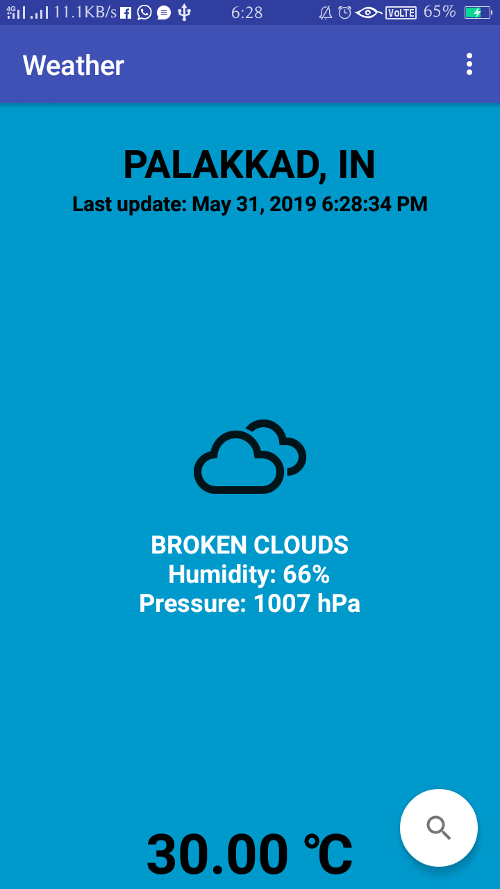 4G 11.1KB/s 6:28 VoLTE 65%
Weather
PALAKKAD, IN
Last update: May 31, 2019 6:28:34 PM
BROKEN CLOUDS
Humidity: 66%
Pressure: 1007 hPa
30.00 ℃